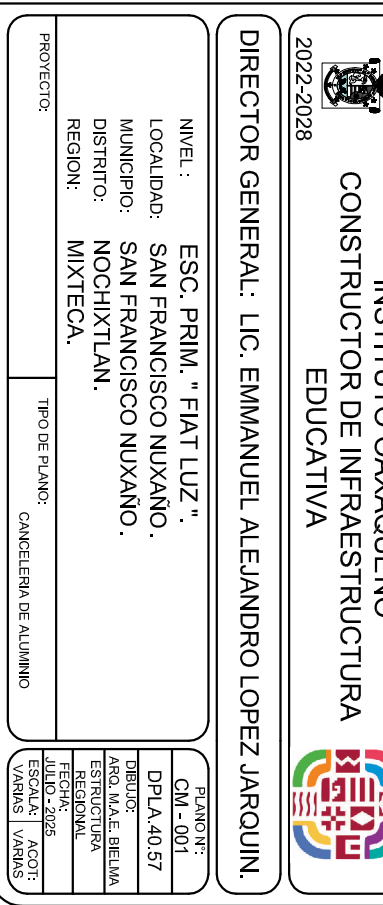 INSTITUTO OAXAQUEÑO
CONSTRUCTOR DE INFRAESTRUCTURA
EDUCATIVA
2022-2028
DIRECTOR GENERAL: LIC. EMMANUEL ALEJANDRO LOPEZ JARQUIN.
NIVEL : ESC. PRIM. " FIAT LUZ ".
LOCALIDAD: SAN FRANCISCO NUXAÑO.
MUNICIPIO: SAN FRANCISCO NUXAÑO.
DISTRITO: NOCHIXTLAN.
REGION: MIXTECA.
PROYECTO:
TIPO DE PLANO:
CANCELERIA DE ALUMINIO
PLANO N°:
CM - 001
DPLA.40.57
DIBUJO:
ARQ. M.A.E. BIELMA
ESTRUCTURA
REGIONAL
FECHA:
JULIO - 2025
ESCALA: ACOT:
VARIAS VARIAS